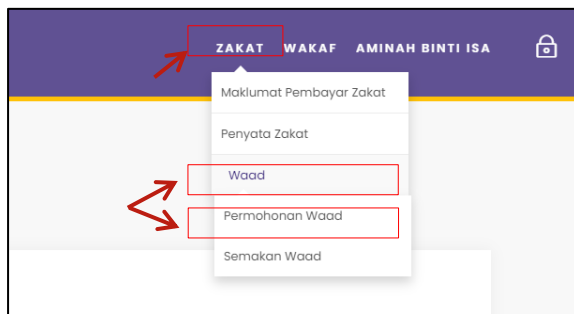 ZAKAT WAKAF AMINAH BINTI ISA
Maklumat Pembayar Zakat
Penyata Zakat
Waad
Permohonan Waad
Semakan Waad